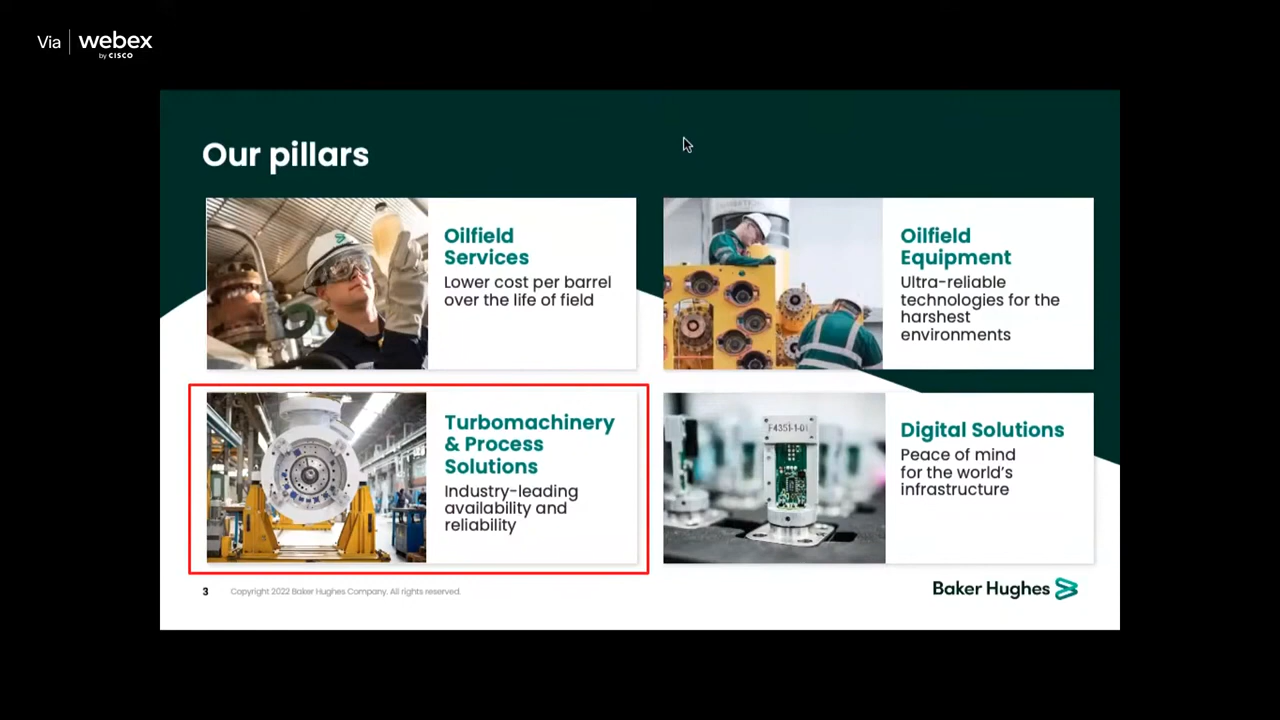 Via webex
by CISCO
Our pillars
Oilfield
Services
Lower cost per barrel
over the life of field
Oilfield
Equipment
Ultra-reliable
technologies for the
harshest
environments
Turbomachinery
& Process
Solutions
Industry-leading
availability and
reliability
F4351-1-01
Digital Solutions
Peace of mind
for the world's
infrastructure
3 Copyright 2022 Baker Hughes Company. All rights reserved.
Baker Hughes